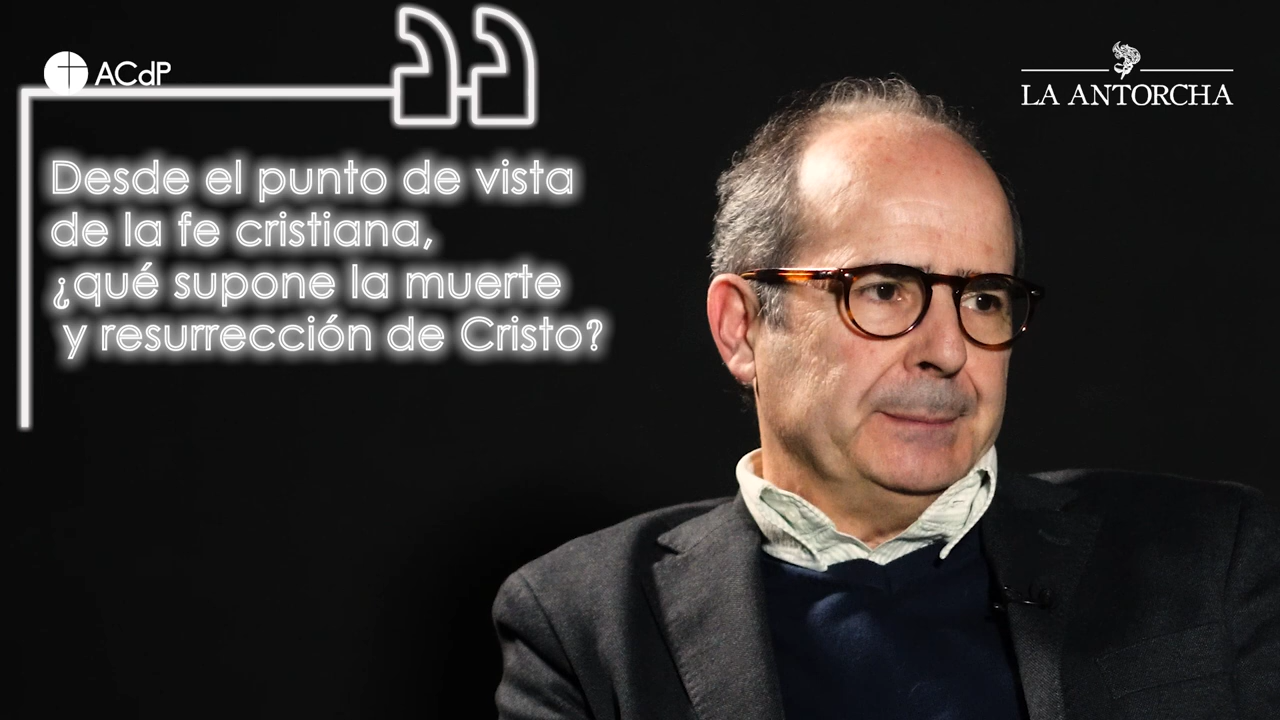 ACdP
LA ANTORCHA
Desde el punto de vista
de la fe cristiana,
¿qué supone la muerte
y resurrección de Cristo?